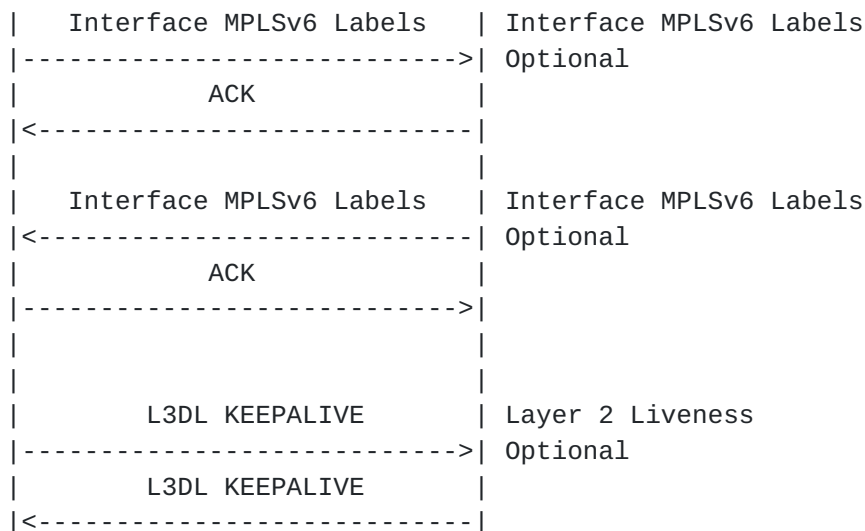 |   Interface MPLSv6 Labels   | Interface MPLSv6 Labels
|---------------------------->| Optional
|            ACK              |
|<----------------------------|
|                             |
|   Interface MPLSv6 Labels   | Interface MPLSv6 Labels
|<----------------------------| Optional
|            ACK              |
|---------------------------->|
|                             |
|                             |
|        L3DL KEEPALIVE       | Layer 2 Liveness
|---------------------------->| Optional
|        L3DL KEEPALIVE       |
|<----------------------------|